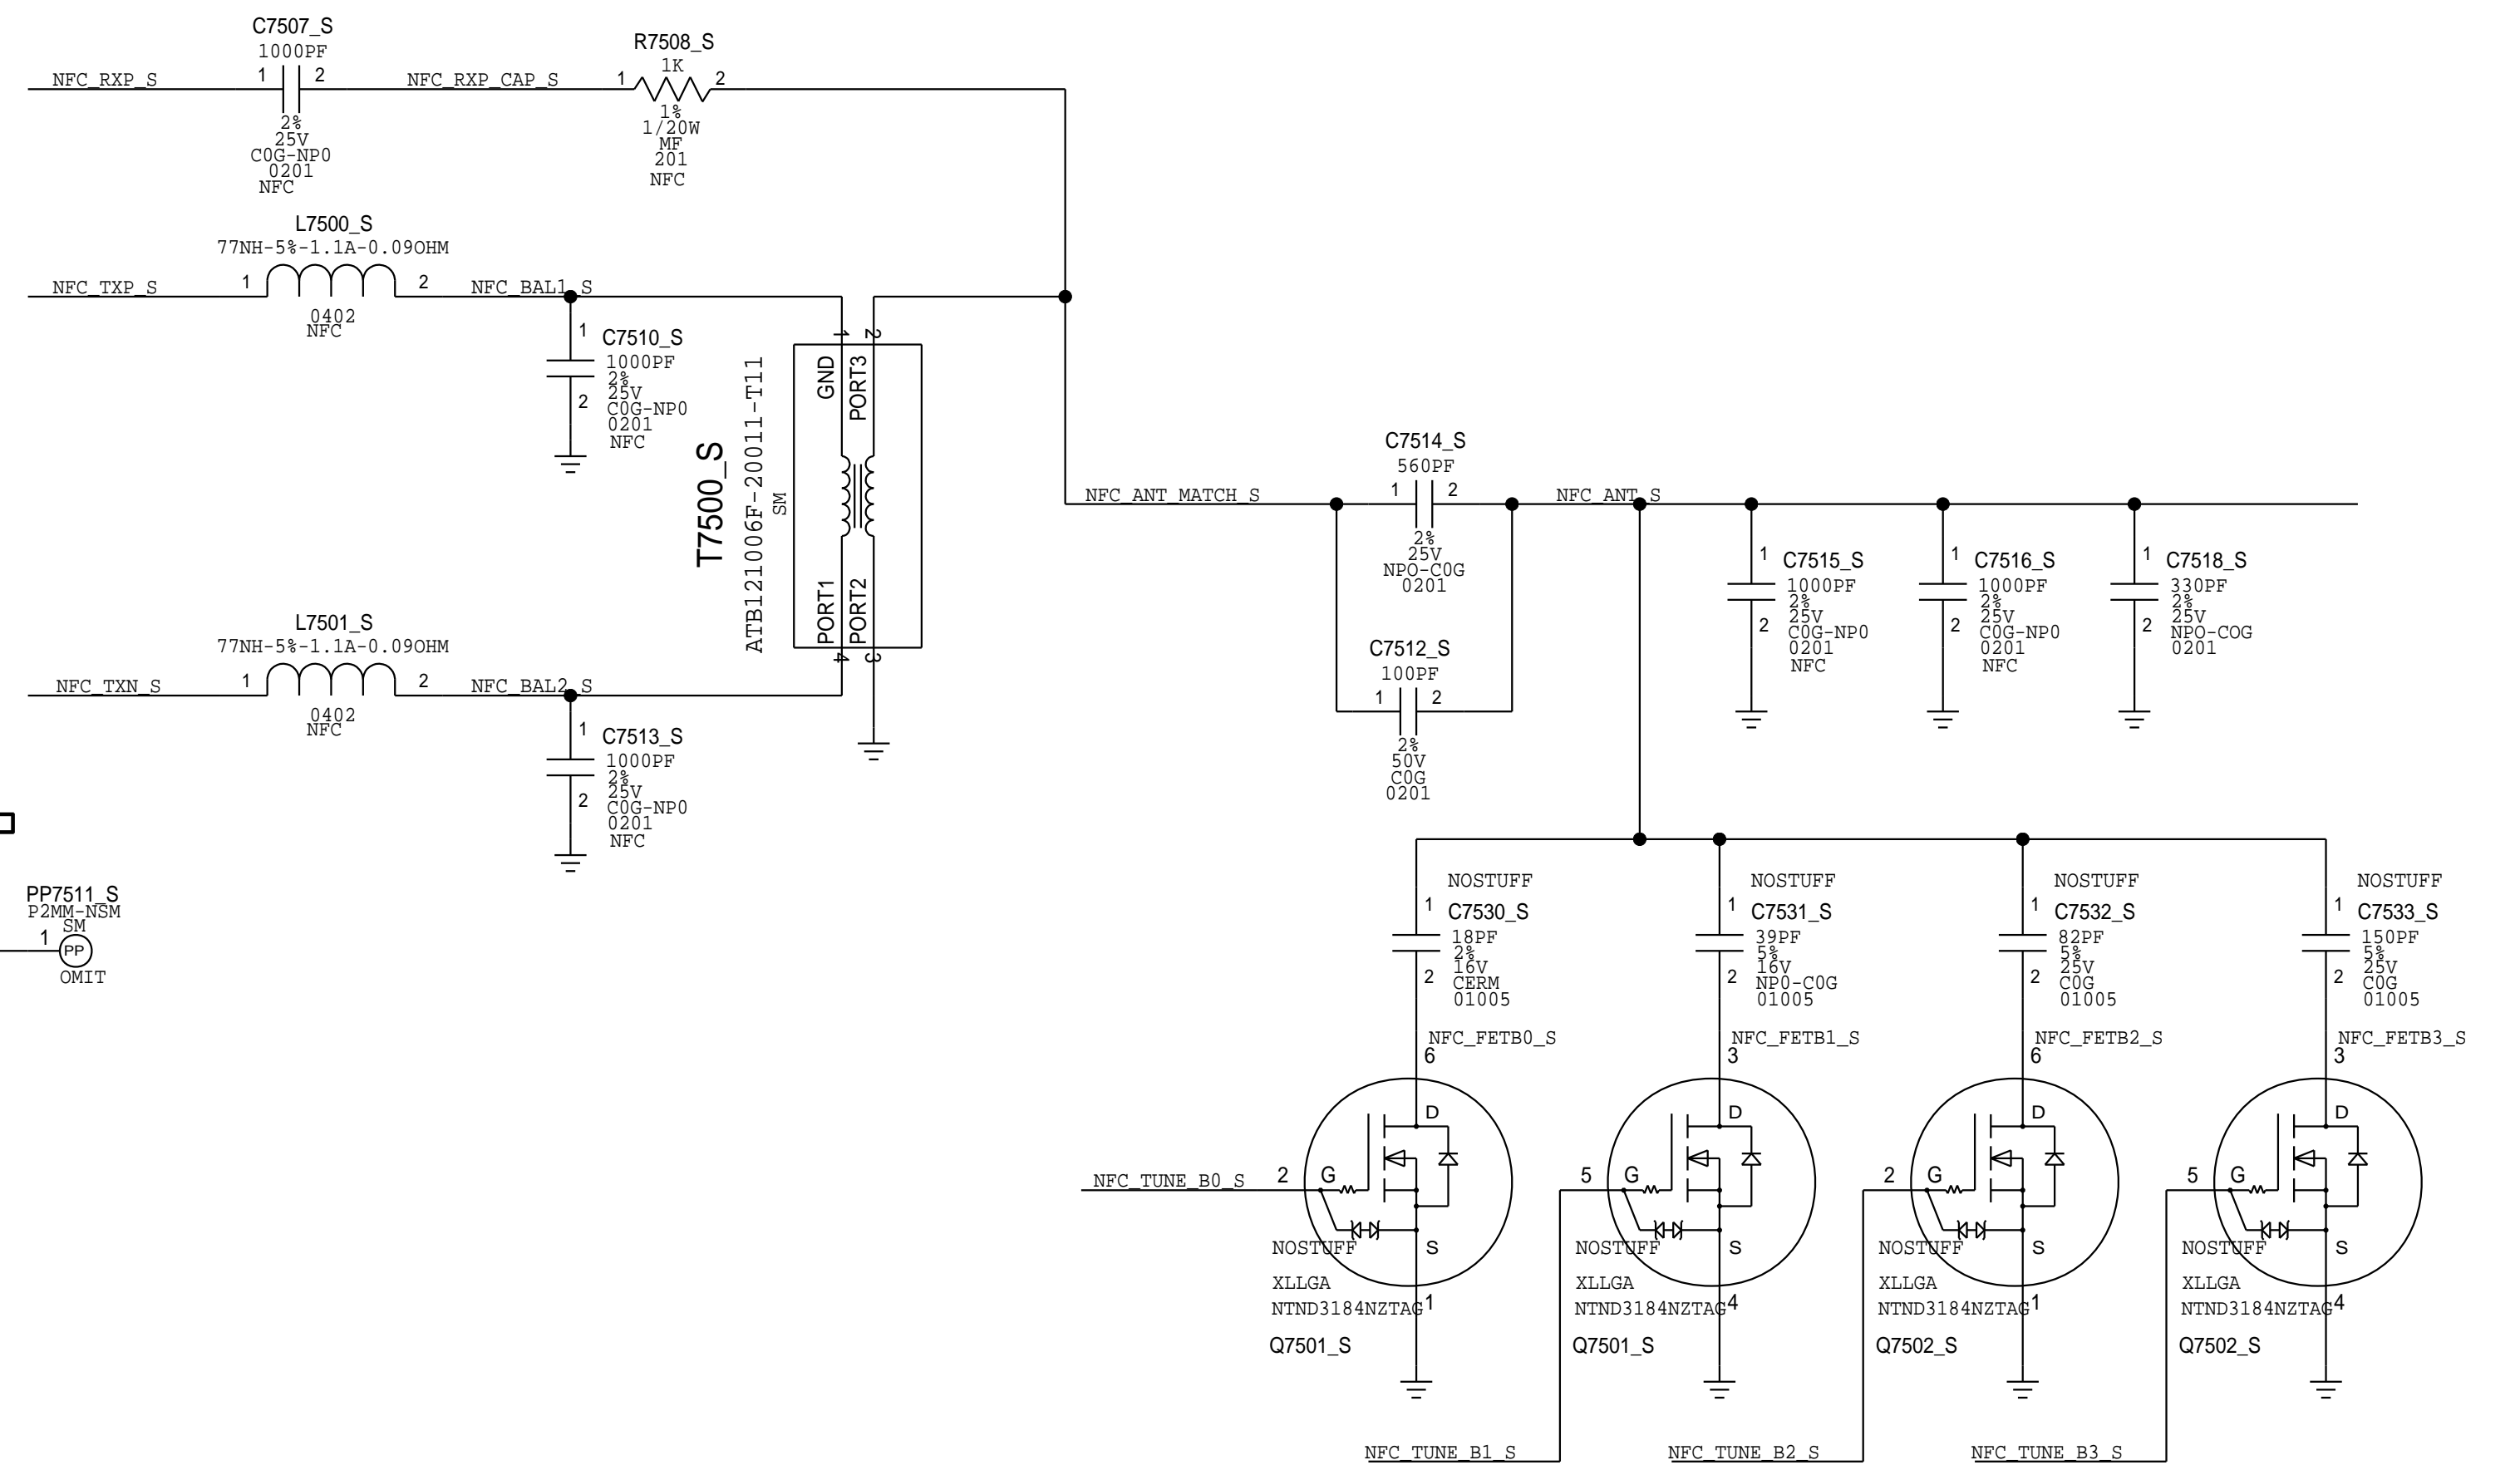 C7507_S
1000PF
NFC_RXP_S
1
2
2%
25V
C0G-NP0
0201
NFC
NFC_RXP_CAP_S
R7508_S
1K
1
2
1%
1/20W
MF
201
NFC
L7500_S
77NH-5%-1.1A-0.09OHM
NFC_TXP_S
1
2
0402
NFC
NFC_BAL1_S
1
C7510_S
1000PF
2%
25V
C0G-NP0
0201
NFC
2
T7500_S
ATB121006F-20011-T11
SM
1
2
GND
PORT3
PORT1
PORT2
4
3
L7501_S
77NH-5%-1.1A-0.09OHM
NFC_TXN_S
1
2
0402
NFC
NFC_BAL2_S
1
C7513_S
1000PF
2%
25V
C0G-NP0
0201
NFC
2
PP7511_S
P2MM-NSM
SM
1
PP
OMIT
NFC_ANT_MATCH_S
C7514_S
560PF
1
2
2%
25V
NPO-C0G
0201
NFC_ANT_S
C7512_S
100PF
1
2
2%
50V
C0G
0201
1
C7515_S
1000PF
2%
25V
C0G-NP0
0201
NFC
2
1
C7516_S
1000PF
2%
25V
C0G-NP0
0201
NFC
2
1
C7518_S
330PF
2%
25V
NPO-COG
0201
2
NOSTUFF
1
C7530_S
18PF
2%
16V
CERM
01005
2
NFC_FETB0_S
6
NOSTUFF
1
C7531_S
39PF
5%
16V
NP0-C0G
01005
2
NFC_FETB1_S
3
NOSTUFF
1
C7532_S
82PF
5%
25V
C0G
01005
2
NFC_FETB2_S
6
NOSTUFF
1
C7533_S
150PF
5%
25V
C0G
01005
2
NFC_FETB3_S
3
NFC_TUNE_B0_S
2
G
D
S
NOSTUFF
XLLGA
NTND3184NZTAG
1
Q7501_S
5
G
D
S
NOSTUFF
XLLGA
NTND3184NZTAG
4
Q7501_S
2
G
D
S
NOSTUFF
XLLGA
NTND3184NZTAG
1
Q7502_S
5
G
D
S
NOSTUFF
XLLGA
NTND3184NZTAG
4
Q7502_S
NFC_TUNE_B1_S
NFC_TUNE_B2_S
NFC_TUNE_B3_S